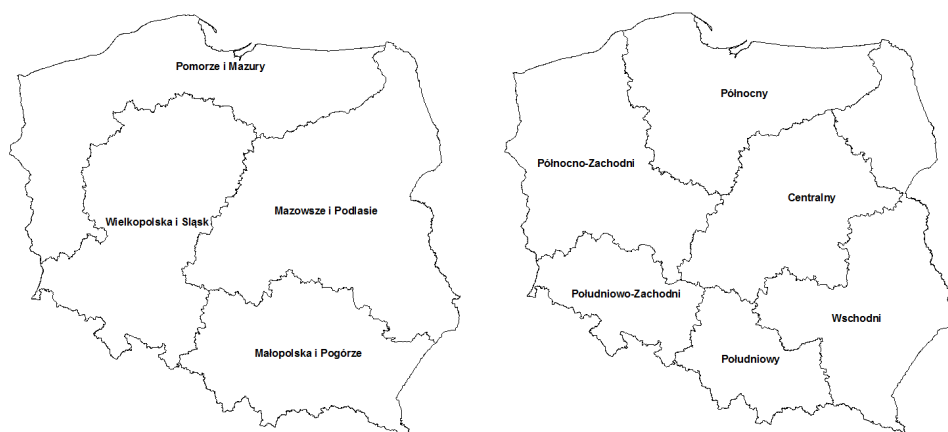 Pomorze i Mazury
Wielkopolska i Śląsk
Mazowsze i Podlasie
Małopolska i Pogórze
Północny
Północno-Zachodni
Centralny
Południowo-Zachodni
Wschodni
Południowy